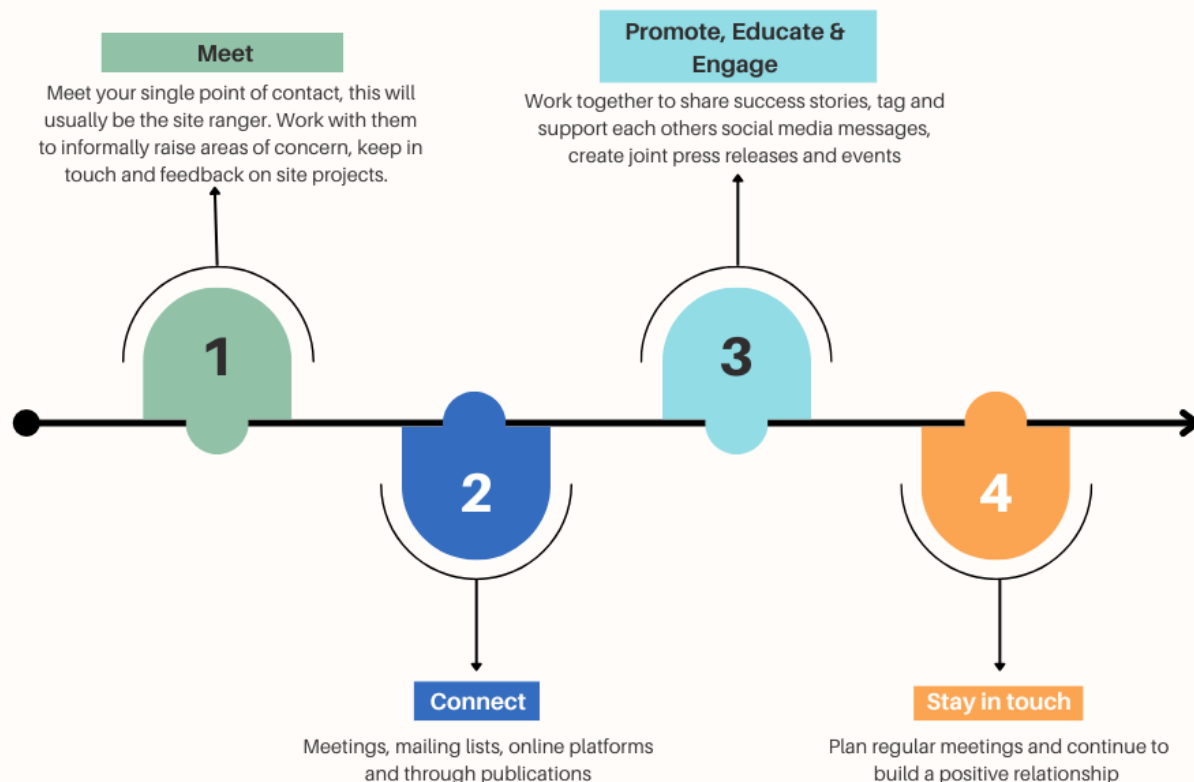 Meet
Meet your single point of contact, this will
usually be the site ranger. Work with them
to informally raise areas of concern, keep in
touch and feedback on site projects.
1
2
Connect
Meetings, mailing lists, online platforms
and through publications
Promote, Educate &
Engage
Work together to share success stories, tag and
support each others social media messages,
create joint press releases and events
3
4
Stay in touch
Plan regular meetings and continue to
build a positive relationship